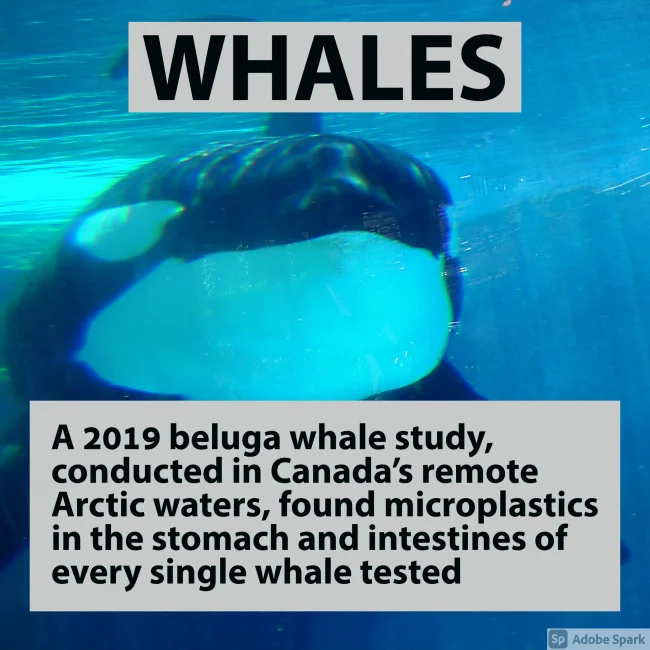 WHALES
A 2019 beluga whale study,
conducted in Canada's remote
Arctic waters, found microplastics
in the stomach and intestines of
every single whale tested
Sp Adobe Spark